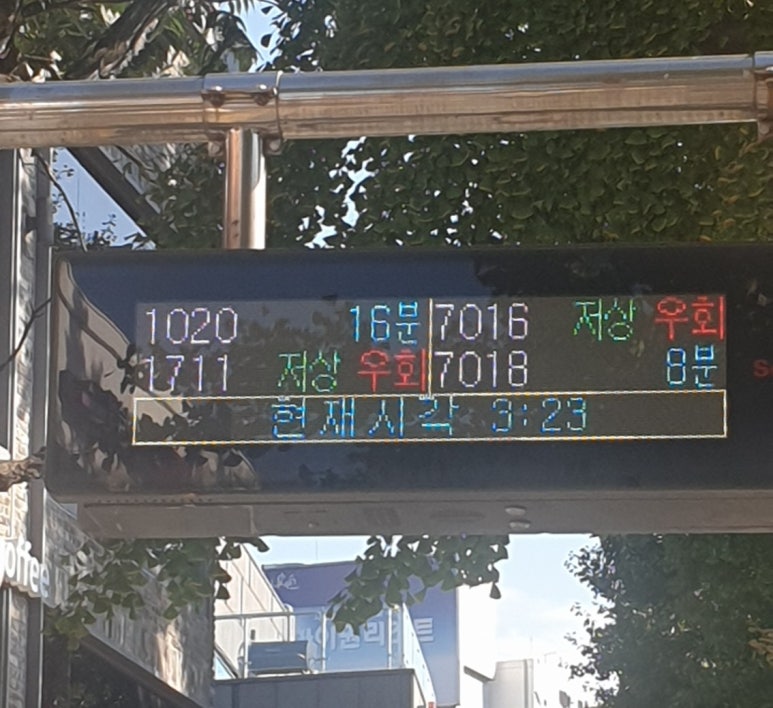 1020 16분 7016 저상 우회
1711 저상 우회 7018 8분
현재시각 3:23
offee